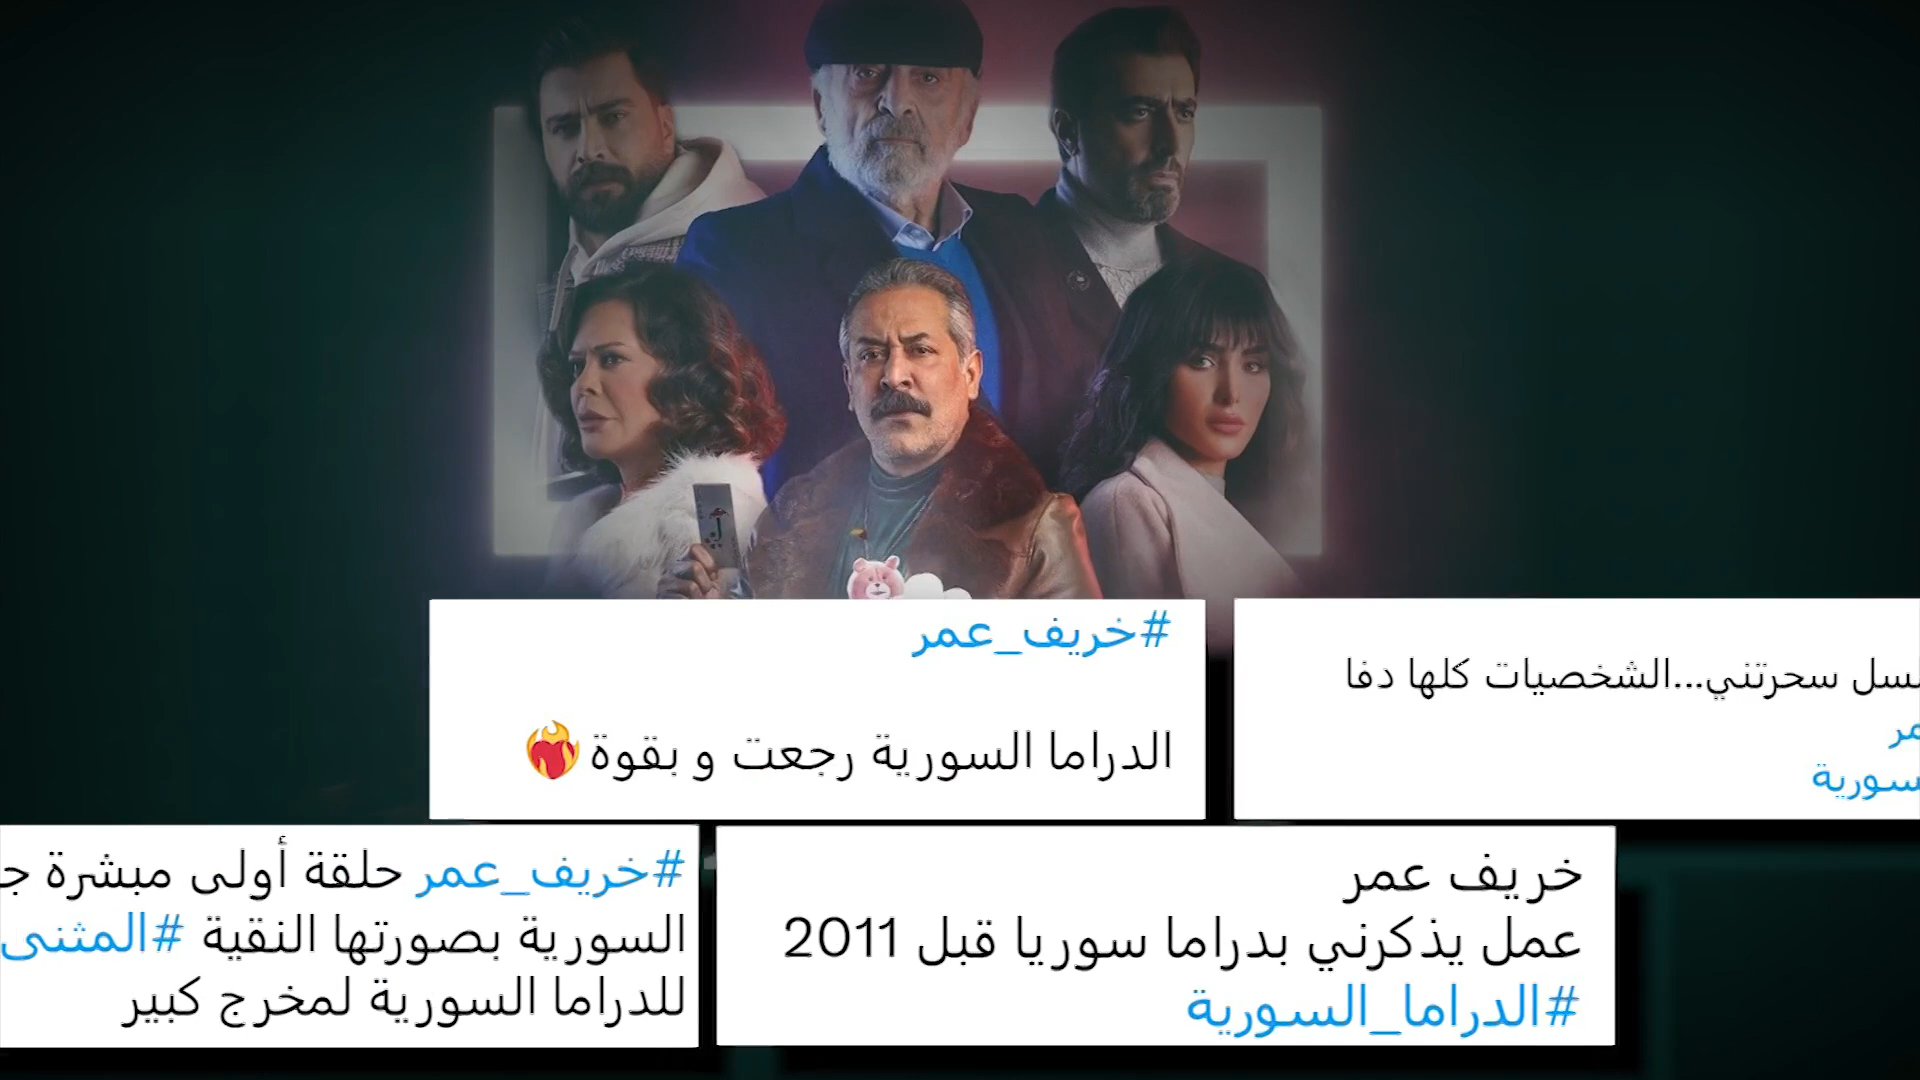 #خريف_عمر
الدراما السورية رجعت و بقوة ❤️‍🔥
سحرتني...الشخصيات كلها دفا
#خريف_عمر حلقة أولى مبشرة
السورية بصورتها النقية #المثنى
للدراما السورية لمخرج كبير
خريف عمر
عمل يذكرني بدراما سوريا قبل 2011
#الدراما_السورية